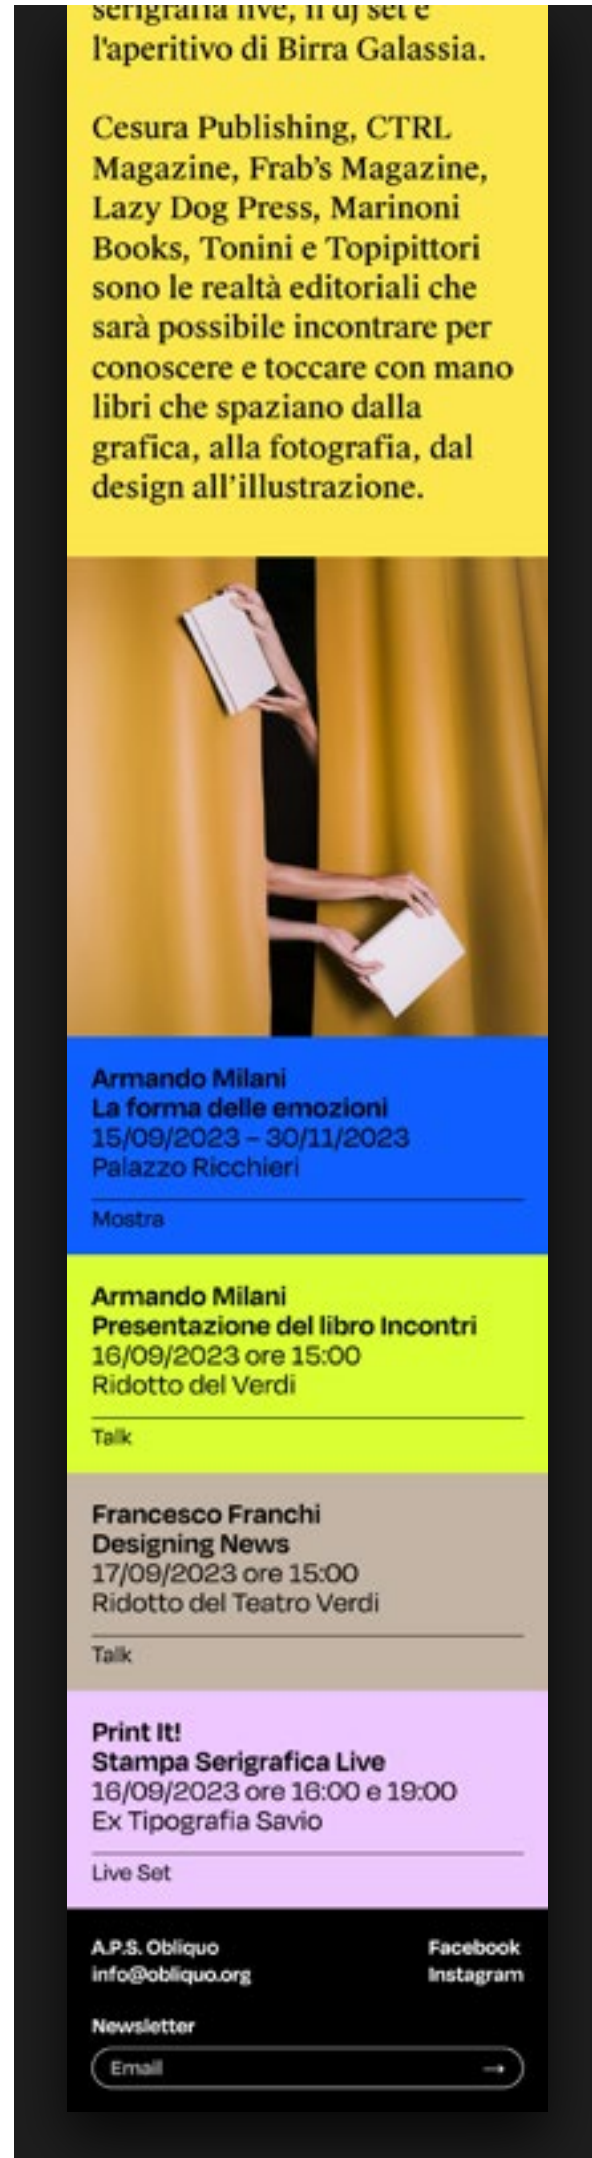 serigrafia live, il dj set e
l'aperitivo di Birra Galassia.
Cesura Publishing, CTRL
Magazine, Frab’s Magazine,
Lazy Dog Press, Marinoni
Books, Tonini e Topipittori
sono le realtà editoriali che
sarà possibile incontrare per
conoscere e toccare con mano
libri che spaziano dalla
grafica, alla fotografia, dal
design all’illustrazione.
Armando Milani
La forma delle emozioni
15/09/2023 – 30/11/2023
Palazzo Ricchieri
Mostra
Armando Milani
Presentazione del libro Incontri
16/09/2023 ore 15:00
Ridotto del Verdi
Talk
Francesco Franchi
Designing News
17/09/2023 ore 15:00
Ridotto del Teatro Verdi
Talk
Print It!
Stampa Serigrafica Live
16/09/2023 ore 16:00 e 19:00
Ex Tipografia Savio
Live Set
A.P.S. Obliquo
info@obliquo.org
Facebook
Instagram
Newsletter
Email →